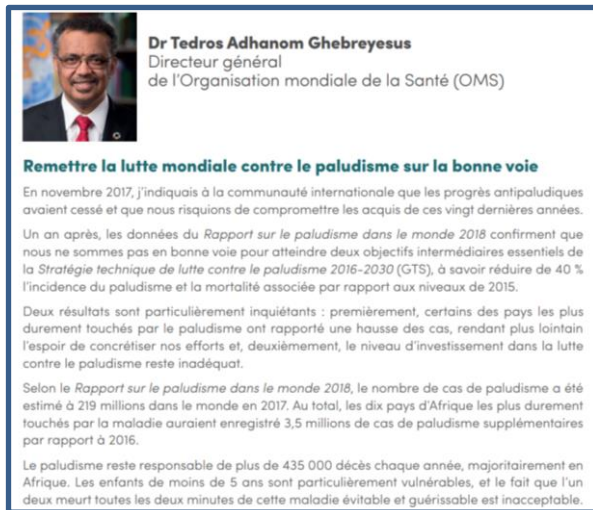 Dr Tedros Adhanom Ghebreyesus
Directeur général
de l'Organisation mondiale de la Santé (OMS)
Remettre la lutte mondiale contre le paludisme sur la bonne voie
En novembre 2017, j'indiquais à la communauté internationale que les progrès antipaludiques
avaient cessé et que nous risquions de compromettre les acquis de ces vingt dernières années.
Un an après, les données du Rapport sur le paludisme dans le monde 2018 confirment que
nous ne sommes pas en bonne voie pour atteindre deux objectifs intermédiaires essentiels de
la Stratégie technique de lutte contre le paludisme 2016-2030 (GTS), à savoir réduire de 40 %
l'incidence du paludisme et la mortalité associée par rapport aux niveaux de 2015.
Deux résultats sont particulièrement inquiétants : premièrement, certains des pays les plus
durement touchés par le paludisme ont rapporté une hausse des cas, rendant plus lointain
l'espoir de concrétiser nos efforts et, deuxièmement, le niveau d'investissement dans la lutte
contre le paludisme reste inadéquat.
Selon le Rapport sur le paludisme dans le monde 2018, le nombre de cas de paludisme a été
estimé à 219 millions dans le monde en 2017. Au total, les dix pays d'Afrique les plus durement
touchés par la maladie auraient enregistré 3,5 millions de cas de paludisme supplémentaires
par rapport à 2016.
Le paludisme reste responsable de plus de 435 000 décès chaque année, majoritairement en
Afrique. Les enfants de moins de 5 ans sont particulièrement vulnérables, et le fait que l'un
deux meurt toutes les deux minutes de cette maladie évitable et guérissable est inacceptable.